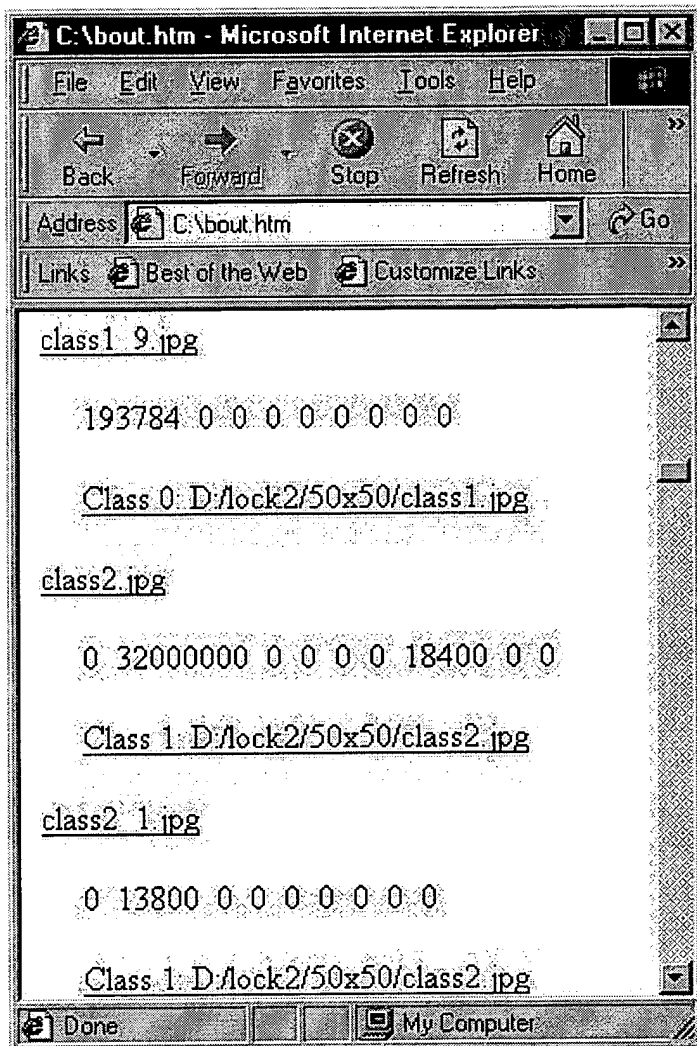 C:\bout.htm - Microsoft Internet Explorer
File Edit View Favorites Tools Help
»
Back Forward Stop Refresh Home
Address C:\bout.htm Go
Links Best of the Web Customize Links »
class1_9.jpg
193784 0 0 0 0 0 0 0 0
Class 0: D:/lock2/50x50/class1.jpg
class2.jpg
0 32000000 0 0 0 0 18400 0 0
Class 1: D:/lock2/50x50/class2.jpg
class2_1.jpg
0 13800 0 0 0 0 0 0 0
Class 1: D:/lock2/50x50/class2.jpg
Done My Computer